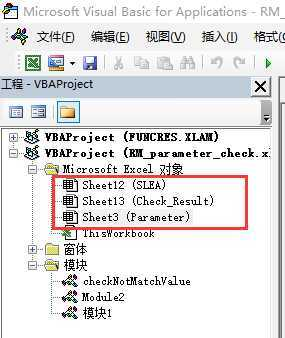 Microsoft Visual Basic for Applications - RM_
文件(F) 编辑(E) 视图(V) 插入(I) 格式(
工程 - VBAProject
VBAProject (FUNCRES.XLAM)
VBAProject (RM_parameter_check.x
Microsoft Excel 对象
Sheet12 (SLEA)
Sheet13 (Check_Result)
Sheet3 (Parameter)
ThisWorkbook
窗体
模块
checkNotMatchValue
Module2
模块1